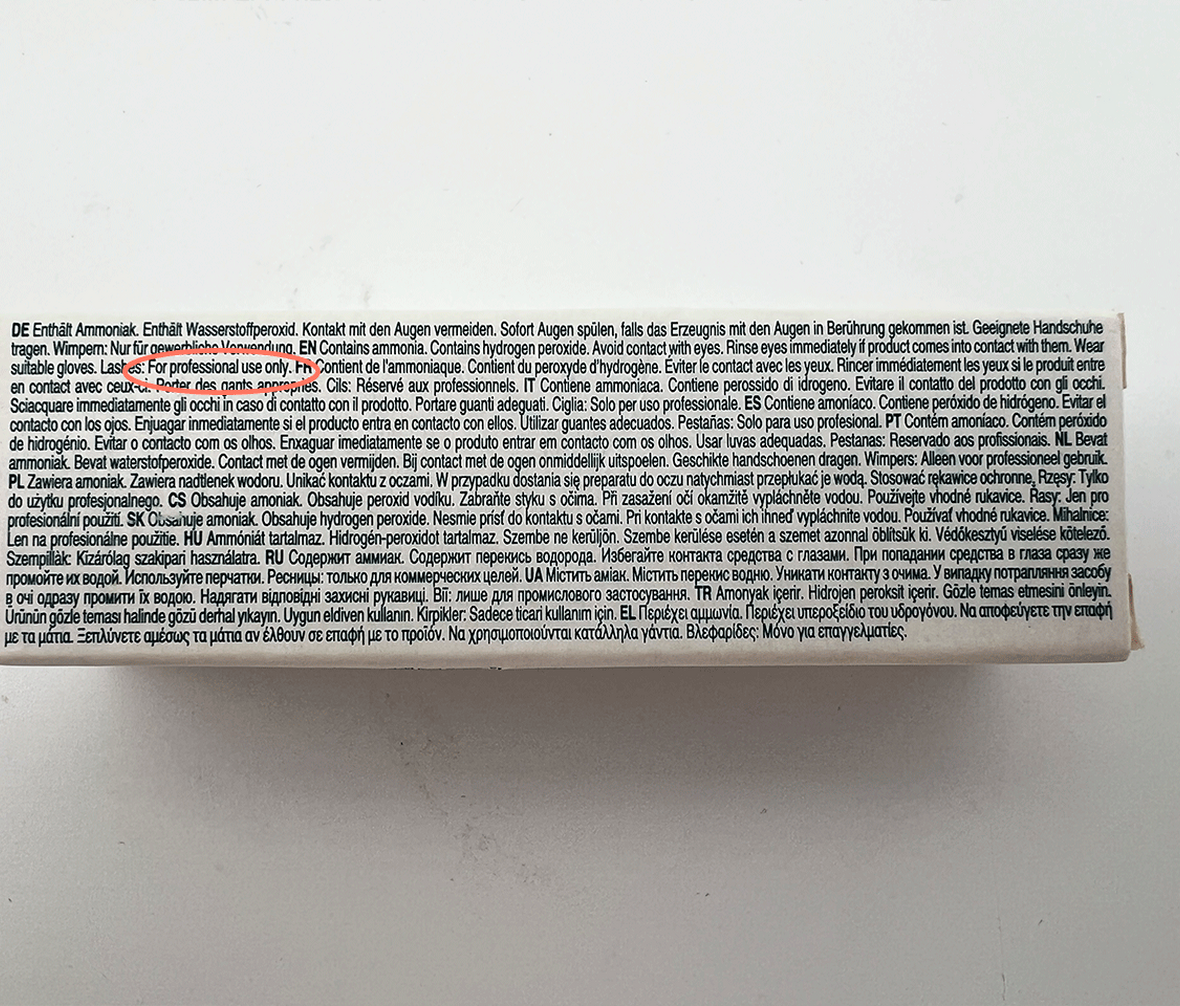 DE Enthält Ammoniak. Enthält Wasserstoffperoxid. Kontakt mit den Augen vermeiden. Sofort Augen spülen, falls das Erzeugnis mit den Augen in Berührung gekommen ist. Geeignete Handschuhe
tragen. Wimpern: Nur für gewerbliche Verwendung. EN Contains ammonia. Contains hydrogen peroxide. Avoid contact with eyes. Rinse eyes immediately if product comes into contact with them. Wear
suitable gloves. Lashes: For professional use only. FR Contient de l'ammoniaque. Contient du peroxyde d'hydrogène. Eviter le contact avec les yeux. Rincer immédiatement les yeux si le produit entre
en contact avec ceux-ci. Porter des gants appropriés. Cils: Réservé aux professionnels. IT Contiene ammoniaca. Contiene perossido di idrogeno. Evitare il contatto del prodotto con gli occhi.
Sciacquare immediatamente gli occhi in caso di contatto con il prodotto. Portare guanti adeguati. Ciglia: Solo per uso professionale. ES Contiene amoníaco. Contiene peróxido de hidrógeno. Evitar el
contacto con los ojos. Enjuagar inmediatamente si el producto entra en contacto con ellos. Utilizar guantes adecuados. Pestañas: Solo para uso profesional. PT Contém amoníaco. Contém peróxido
de hidrogénio. Evitar o contacto com os olhos. Enxaguar imediatamente se o produto entrar em contacto com os olhos. Usar luvas adequadas. Pestanas: Reservado aos profissionais. NL Bevat
ammoniak. Bevat waterstofperoxide. Contact met de ogen vermijden. Bij contact met de ogen onmiddellijk uitspoelen. Geschikte handschoenen dragen. Wimpers: Alleen voor professioneel gebruik.
PL Zawiera amoniak. Zawiera nadtlenek wodoru. Unikać kontaktu z oczami. W przypadku dostania się preparatu do oczu natychmiast przepłukać je wodą. Stosować rękawice ochronne. Rzęsy: Tylko
do użytku profesjonalnego. CS Obsahuje amoniak. Obsahuje peroxid vodíku. Zabraňte styku s očima. Při zasažení očí okamžitě vypláchněte vodou. Používejte vhodné rukavice. Řasy: Jen pro
profesionální použití. SK Obsahuje amoniak. Obsahuje hydrogen peroxide. Nesmie prísť do kontaktu s očami. Pri kontakte s očami ich ihneď vypláchnite vodou. Používať vhodné rukavice. Mihalnice:
Len na profesionálne použitie. HU Ammóniát tartalmaz. Hidrogén-peroxidot tartalmaz. Szembe ne kerüljön. Szembe kerülése esetén a szemet azonnal öblítsük ki. Védőkesztyű viselése kötelező.
Szempillák: Kizárólag szakipari használatra. RU Содержит аммиак. Содержит перекись водорода. Избегайте контакта средства с глазами. При попадании средства в глаза сразу же
промойте их водой. Используйте перчатки. Ресницы: только для коммерческих целей. UA Містить аміак. Містить перекис водню. Уникати контакту з очима. У випадку потрапляння засобу
в очі одразу промити їх водою. Надягати відповідні захисні рукавиці. Вії: лише для промислового застосування. TR Amonyak içerir. Hidrojen peroksit içerir. Gözle temas etmesini önleyin.
Ürünün gözle teması halinde gözü derhal yıkayın. Uygun eldiven kullanın. Kirpikler: Sadece ticari kullanım için. EL Περιέχει αμμωνία. Περιέχει υπεροξείδιο του υδρογόνου. Να αποφεύγετε την επαφή
με τα μάτια. Ξεπλύνετε αμέσως τα μάτια αν έλθουν σε επαφή με το προϊόν. Να χρησιμοποιούνται κατάλληλα γάντια. Βλεφαρίδες: Μόνο για επαγγελματίες.